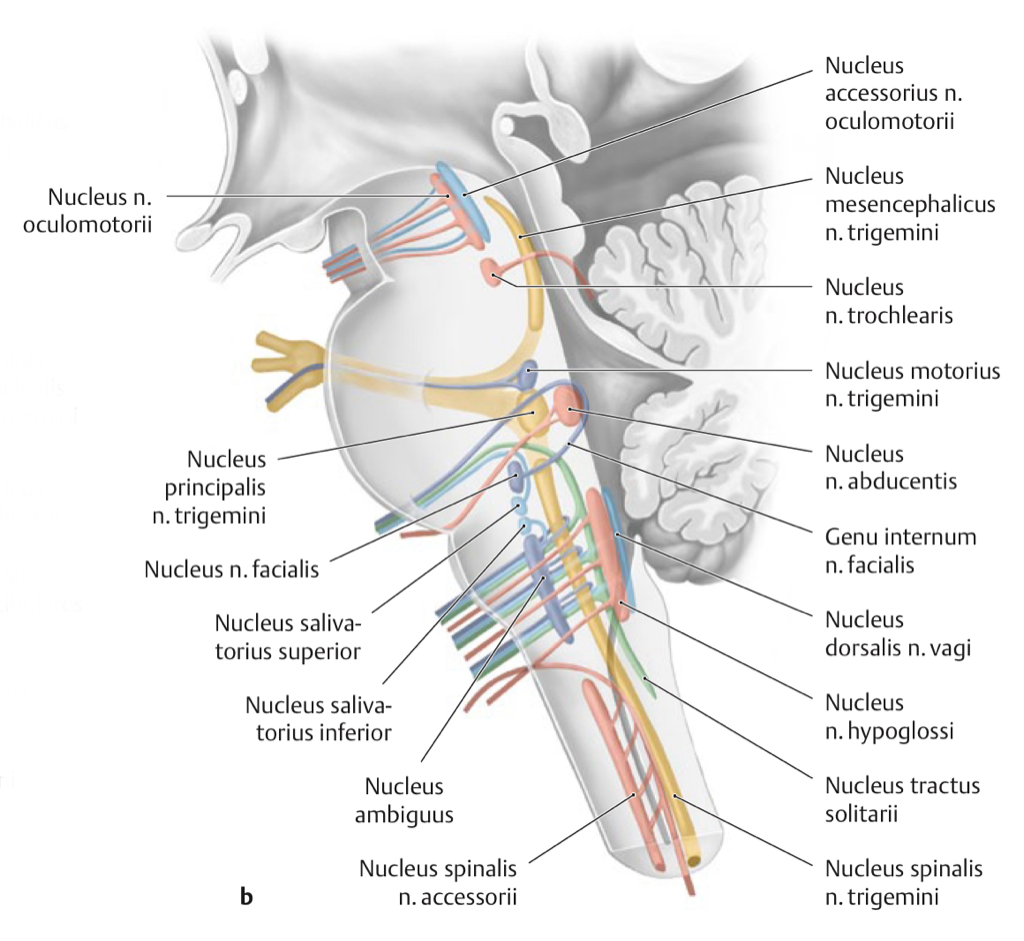 Nucleus
accessorius n.
oculomotorii
Nucleus n.
oculomotorii
Nucleus
mesencephalicus
n. trigemini
Nucleus
n. trochlearis
Nucleus motorius
n. trigemini
Nucleus
principalis
n. trigemini
Nucleus
n. abducentis
Genu internum
n. facialis
Nucleus n. facialis
Nucleus saliva-
torius superior
Nucleus
dorsalis n. vagi
Nucleus saliva-
torius inferior
Nucleus
n. hypoglossi
Nucleus
ambiguus
Nucleus tractus
solitarii
Nucleus spinalis
n. accessorii
Nucleus spinalis
n. trigemini
b